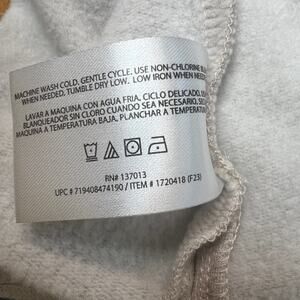 MACHINE WASH COLD, GENTLE CYCLE. USE NON-CHLORINE
WHEN NEEDED. TUMBLE DRY LOW. LOW IRON WHEN NEEDED.
LAVAR A MAQUINA CON AGUA FRIA. CICLO DELICADO.
BLANQUEADOR SIN CLORO CUANDO SEA NECESARIO.
MAQUINA A TEMPERATURA BAJA. PLANCHAR A TEMPERATURA
RN# 137013
UPC # 719408474190 / ITEM # 1720418 (F23)